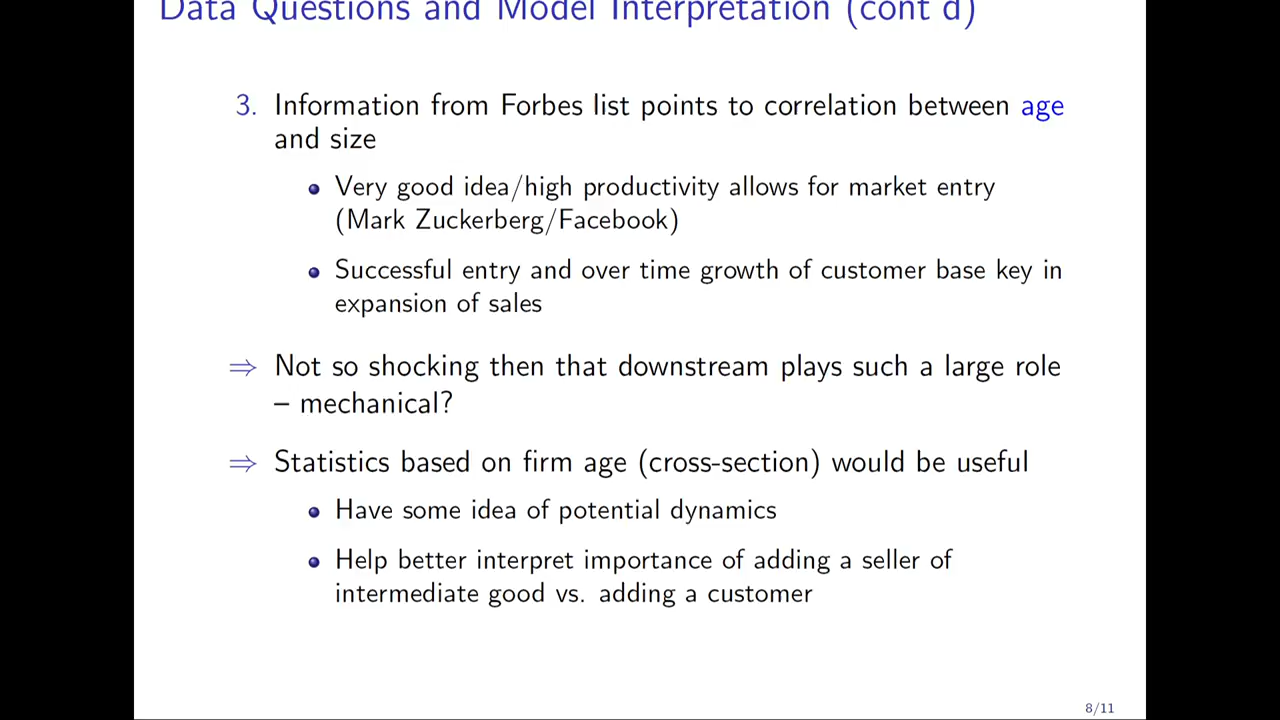 Data Questions and Model Interpretation (cont'd)
3. Information from Forbes list points to correlation between age
and size
Very good idea/high productivity allows for market entry
(Mark Zuckerberg/Facebook)
Successful entry and over time growth of customer base key in
expansion of sales
⇒ Not so shocking then that downstream plays such a large role
– mechanical?
⇒ Statistics based on firm age (cross-section) would be useful
Have some idea of potential dynamics
Help better interpret importance of adding a seller of
intermediate good vs. adding a customer
8/11